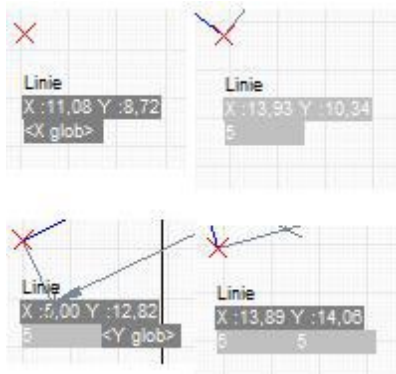 Linie
X :11,08 Y :8,72
<X glob>
Linie
X :13,93 Y :10,34
5
Linie
X :5,00 Y :12,82
5 <Y glob>
Linie
X :13,89 Y :14,06
5 5